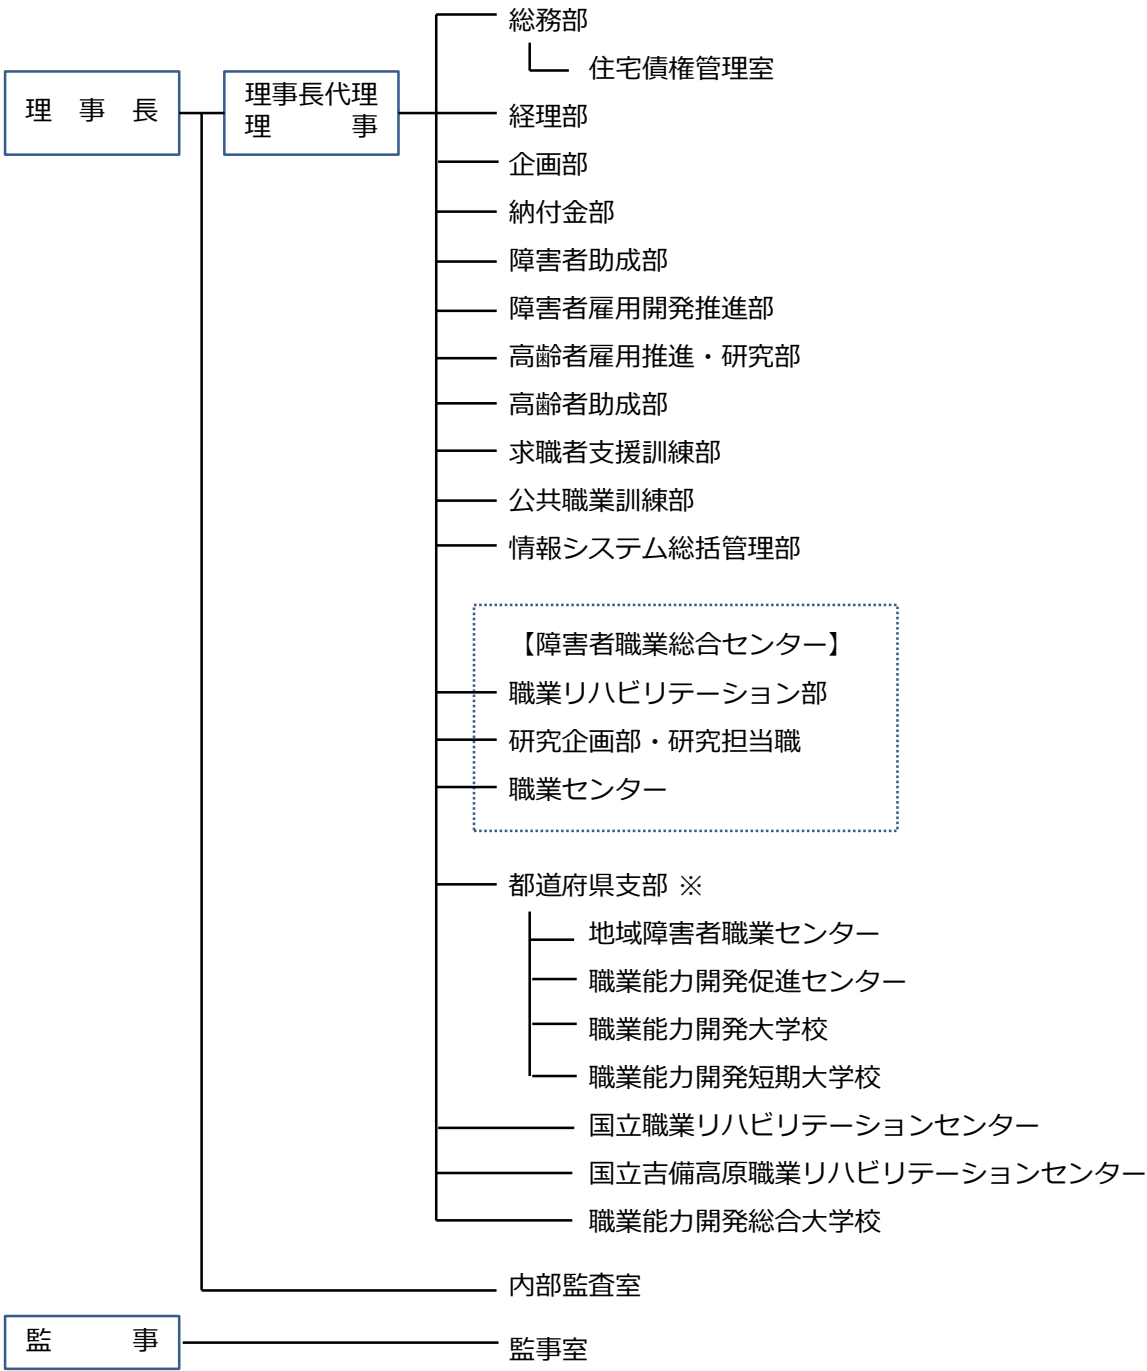 総務部
住宅債権管理室
理 事 長
理事長代理
理 事
経理部
企画部
納付金部
障害者助成部
障害者雇用開発推進部
高齢者雇用推進・研究部
高齢者助成部
求職者支援訓練部
公共職業訓練部
情報システム総括管理部
【障害者職業総合センター】
職業リハビリテーション部
研究企画部・研究担当職
職業センター
都道府県支部 ※
地域障害者職業センター
職業能力開発促進センター
職業能力開発大学校
職業能力開発短期大学校
国立職業リハビリテーションセンター
国立吉備高原職業リハビリテーションセンター
職業能力開発総合大学校
内部監査室
監 事
監事室